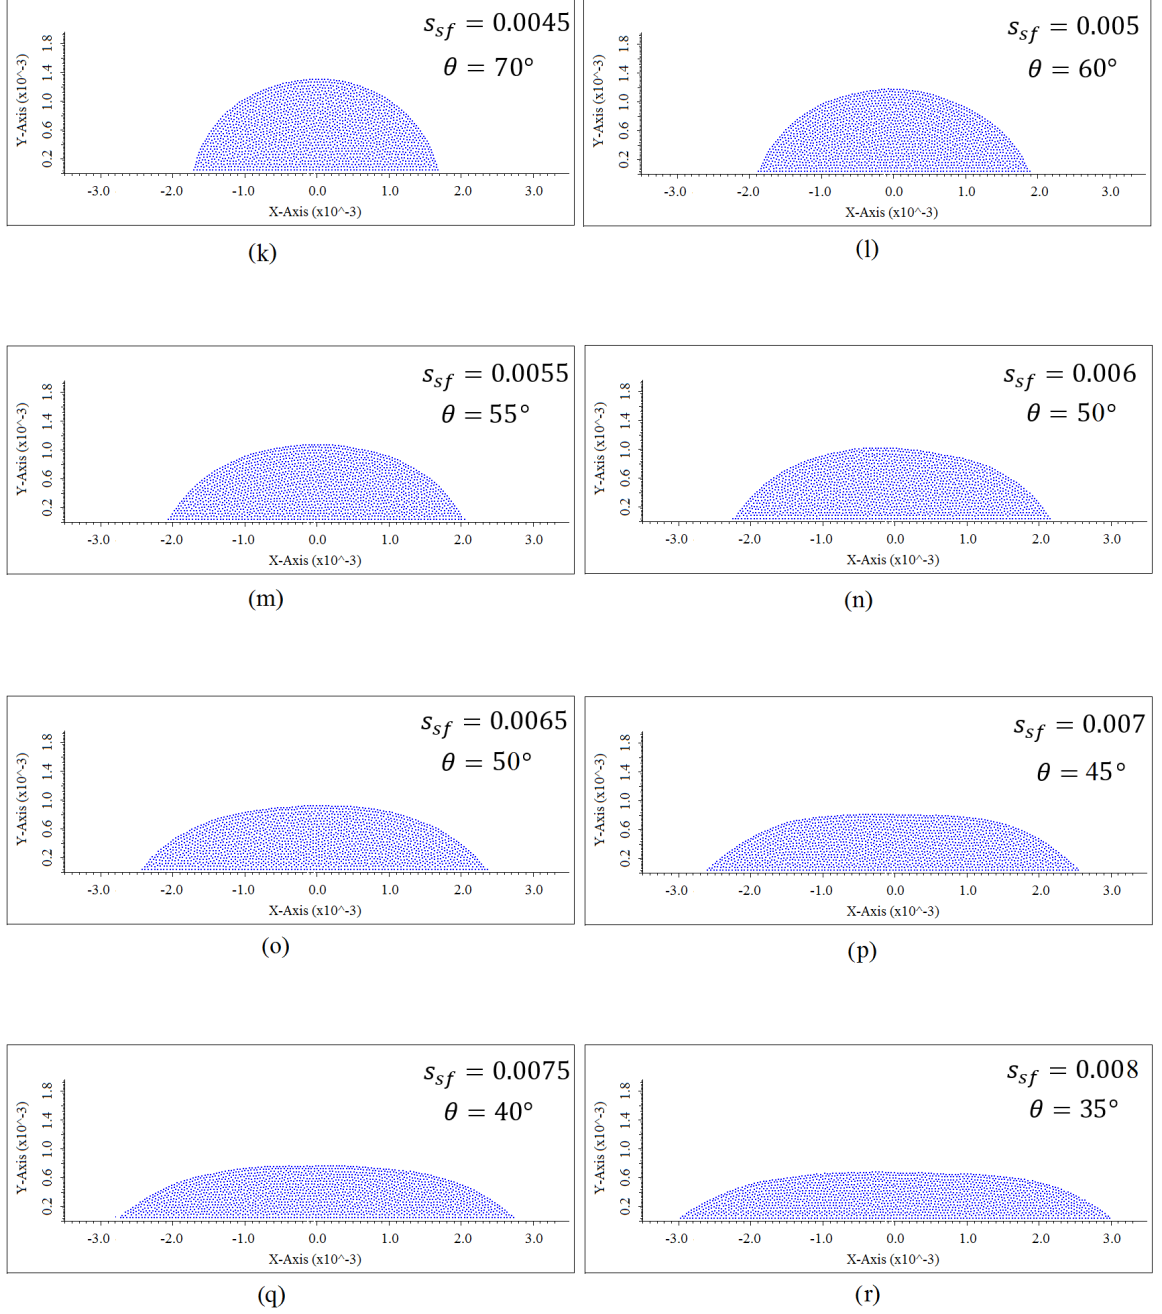 s_sf = 0.0045
θ = 70°
Y-Axis (x10^-3)
1.8
1.4
1.0
0.6
0.2
-3.0 -2.0 -1.0 0.0 1.0 2.0 3.0
X-Axis (x10^-3)
(k)
s_sf = 0.005
θ = 60°
Y-Axis (x10^-3)
1.8
1.4
1.0
0.6
0.2
-3.0 -2.0 -1.0 0.0 1.0 2.0 3.0
X-Axis (x10^-3)
(l)
s_sf = 0.0055
θ = 55°
Y-Axis (x10^-3)
1.8
1.4
1.0
0.6
0.2
-3.0 -2.0 -1.0 0.0 1.0 2.0 3.0
X-Axis (x10^-3)
(m)
s_sf = 0.006
θ = 50°
Y-Axis (x10^-3)
1.8
1.4
1.0
0.6
0.2
-3.0 -2.0 -1.0 0.0 1.0 2.0 3.0
X-Axis (x10^-3)
(n)
s_sf = 0.0065
θ = 50°
Y-Axis (x10^-3)
1.8
1.4
1.0
0.6
0.2
-3.0 -2.0 -1.0 0.0 1.0 2.0 3.0
X-Axis (x10^-3)
(o)
s_sf = 0.007
θ = 45°
Y-Axis (x10^-3)
1.8
1.4
1.0
0.6
0.2
-3.0 -2.0 -1.0 0.0 1.0 2.0 3.0
X-Axis (x10^-3)
(p)
s_sf = 0.0075
θ = 40°
Y-Axis (x10^-3)
1.8
1.4
1.0
0.6
0.2
-3.0 -2.0 -1.0 0.0 1.0 2.0 3.0
X-Axis (x10^-3)
(q)
s_sf = 0.008
θ = 35°
Y-Axis (x10^-3)
1.8
1.4
1.0
0.6
0.2
-3.0 -2.0 -1.0 0.0 1.0 2.0 3.0
X-Axis (x10^-3)
(r)